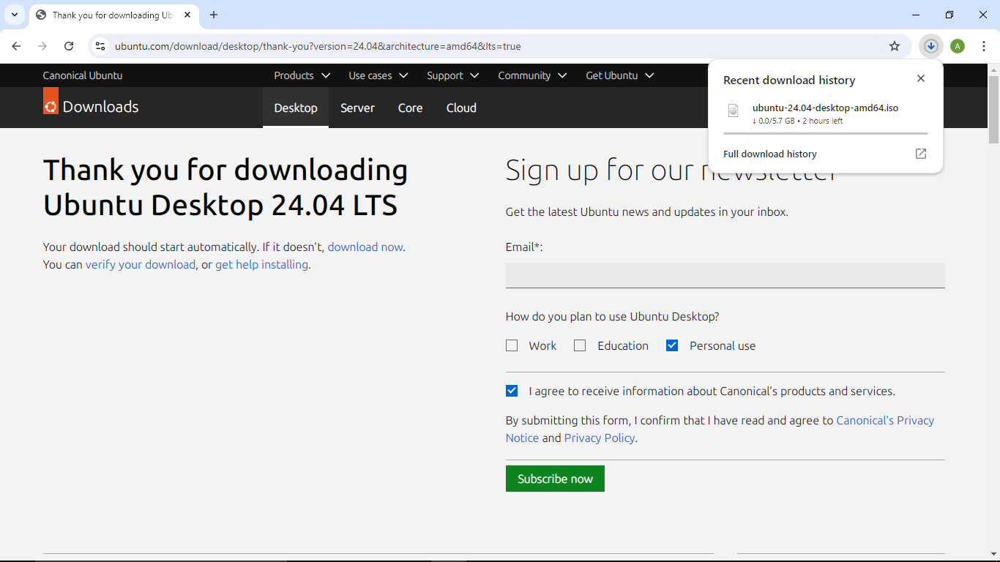 Thank you for downloading Ub
ubuntu.com/download/desktop/thank-you?version=24.04&architecture=amd64&lts=true
A
Canonical Ubuntu
Products
Use cases
Support
Community
Get Ubuntu
Downloads
Desktop
Server
Core
Cloud
Recent download history
ubuntu-24.04-desktop-amd64.iso
↓ 0.0/5.7 GB • 2 hours left
Full download history
Thank you for downloading
Ubuntu Desktop 24.04 LTS
Your download should start automatically. If it doesn’t, download now.
You can verify your download, or get help installing.
Sign up for our newsletter
Get the latest Ubuntu news and updates in your inbox.
Email*:
How do you plan to use Ubuntu Desktop?
Work
Education
Personal use
I agree to receive information about Canonical’s products and services.
By submitting this form, I confirm that I have read and agree to Canonical’s Privacy
Notice and Privacy Policy.
Subscribe now